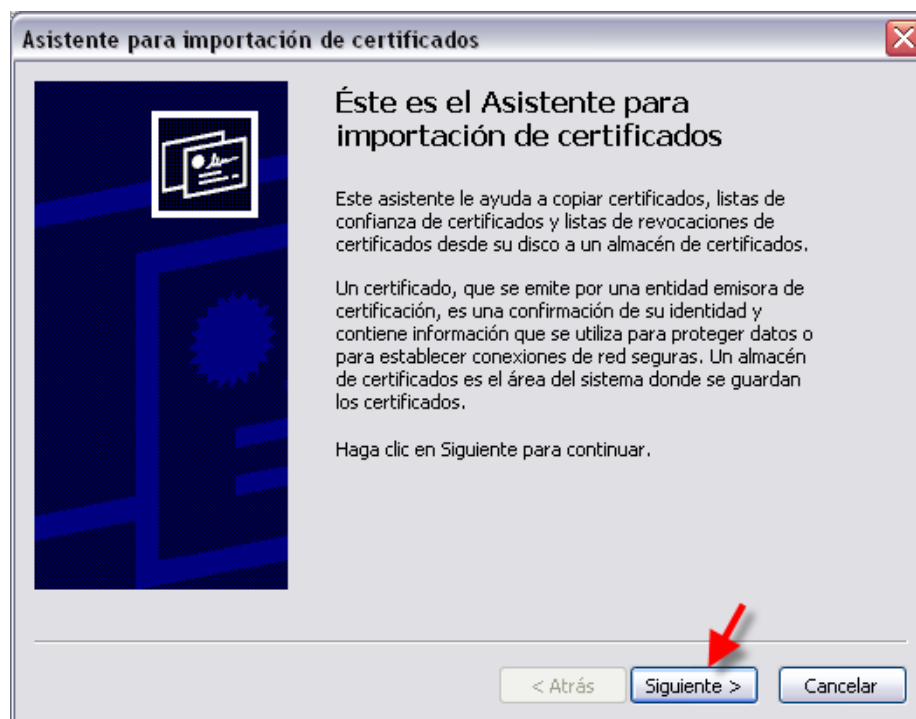 Asistente para importación de certificados
Éste es el Asistente para
importación de certificados
Este asistente le ayuda a copiar certificados, listas de
confianza de certificados y listas de revocaciones de
certificados desde su disco a un almacén de certificados.
Un certificado, que se emite por una entidad emisora de
certificación, es una confirmación de su identidad y
contiene información que se utiliza para proteger datos o
para establecer conexiones de red seguras. Un almacén
de certificados es el área del sistema donde se guardan
los certificados.
Haga clic en Siguiente para continuar.
< Atrás Siguiente > Cancelar